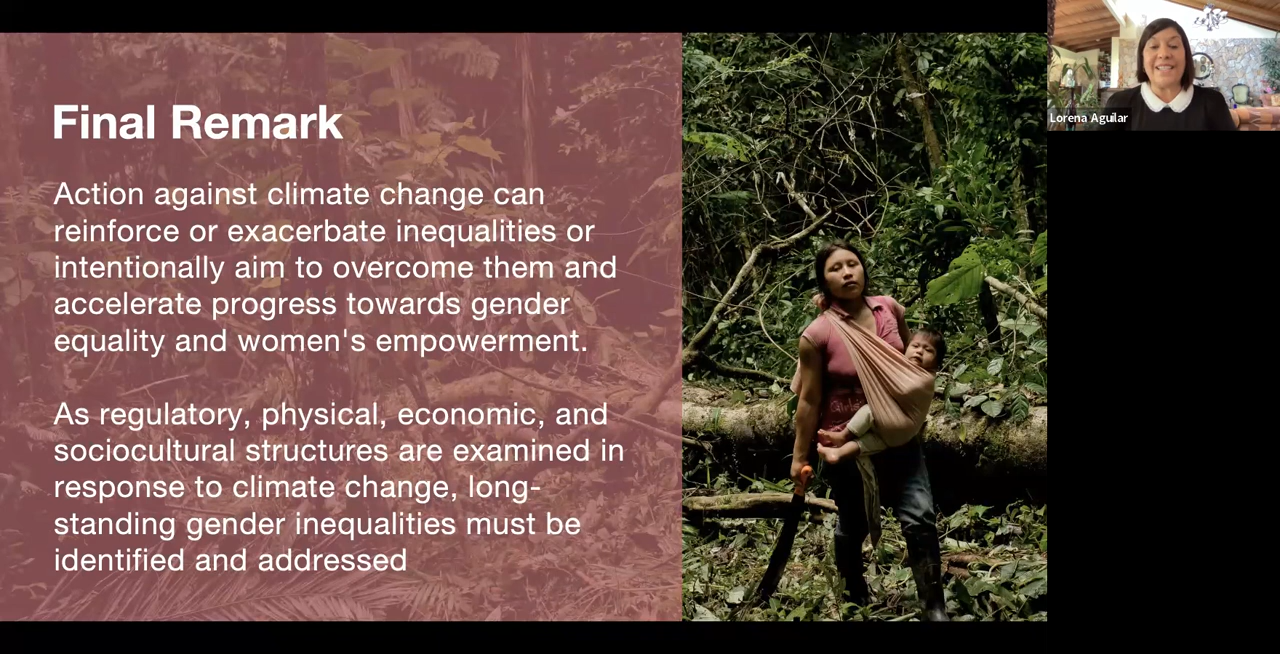 Final Remark
Action against climate change can
reinforce or exacerbate inequalities or
intentionally aim to overcome them and
accelerate progress towards gender
equality and women's empowerment.
As regulatory, physical, economic, and
sociocultural structures are examined in
response to climate change, long-
standing gender inequalities must be
identified and addressed
Lorena Aguilar